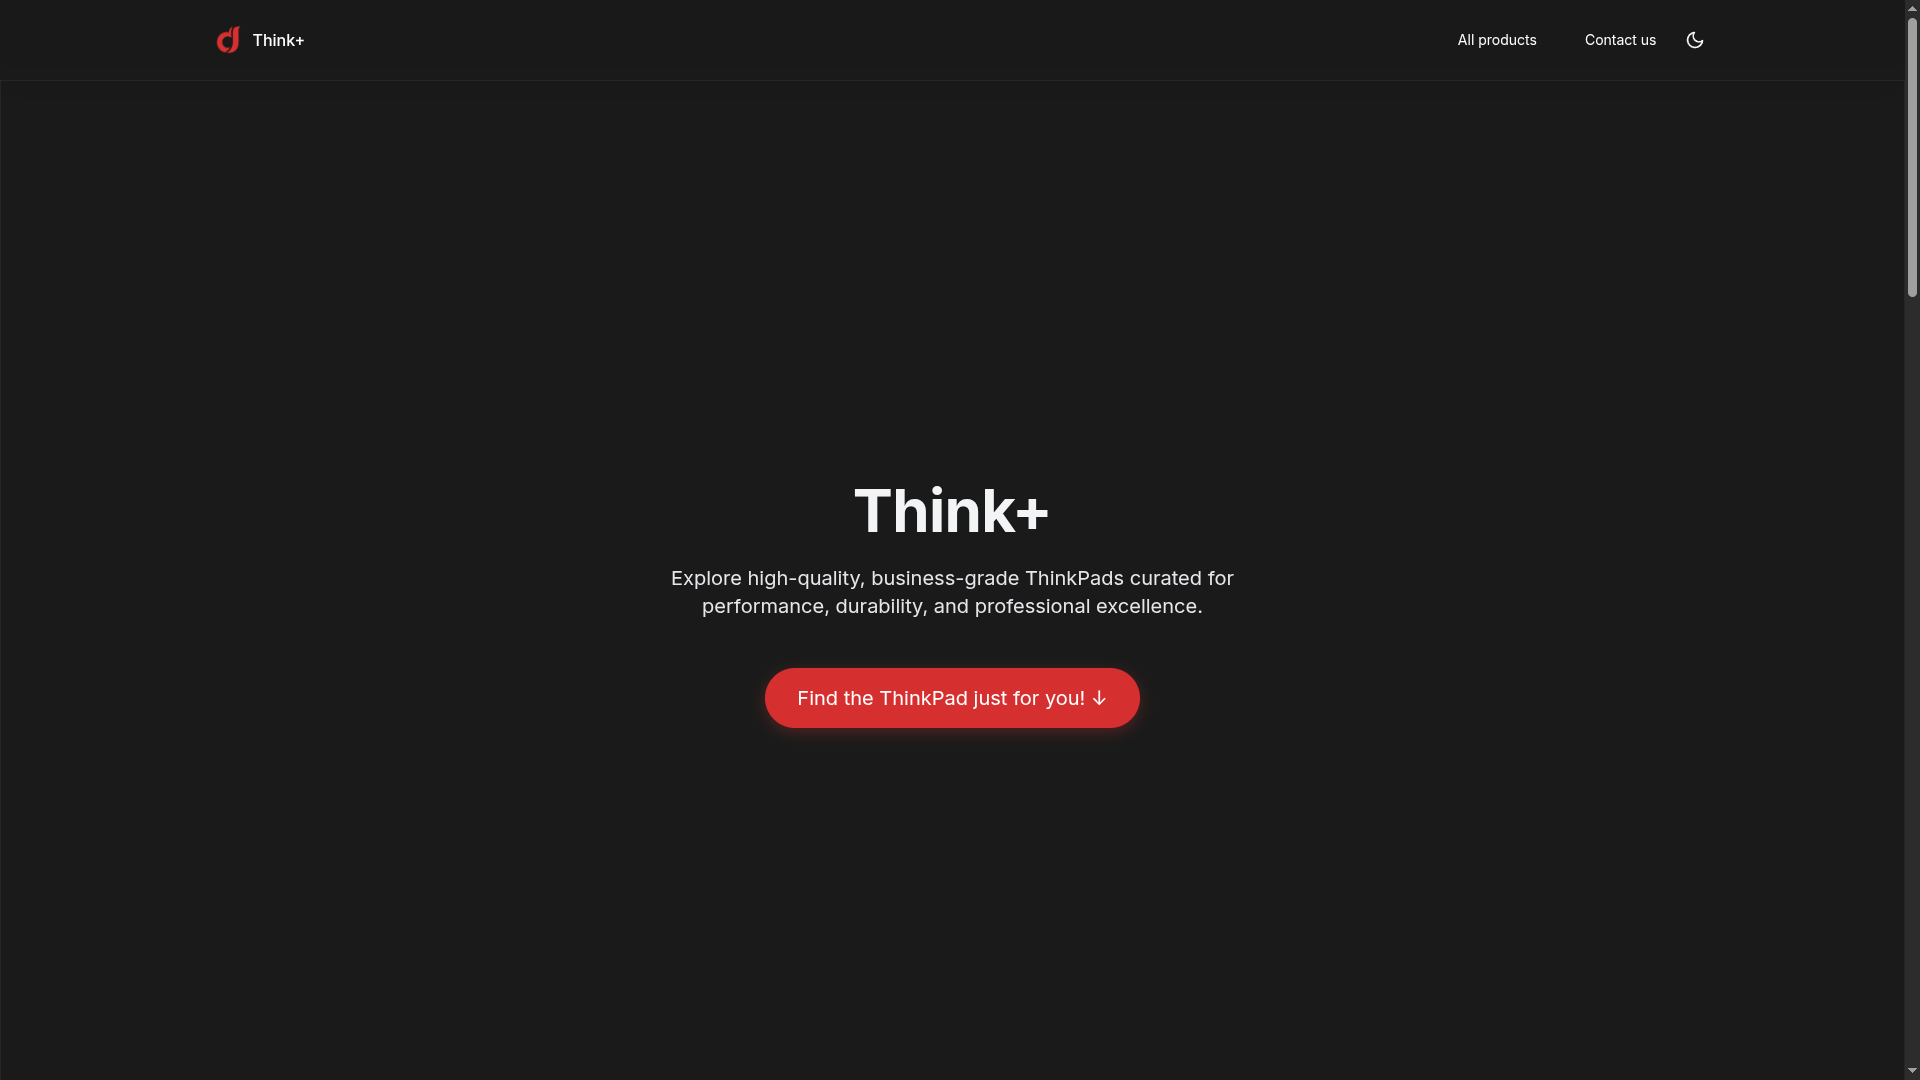 Think+
All products
Contact us
Think+
Explore high-quality, business-grade ThinkPads curated for
performance, durability, and professional excellence.
Find the ThinkPad just for you! ↓